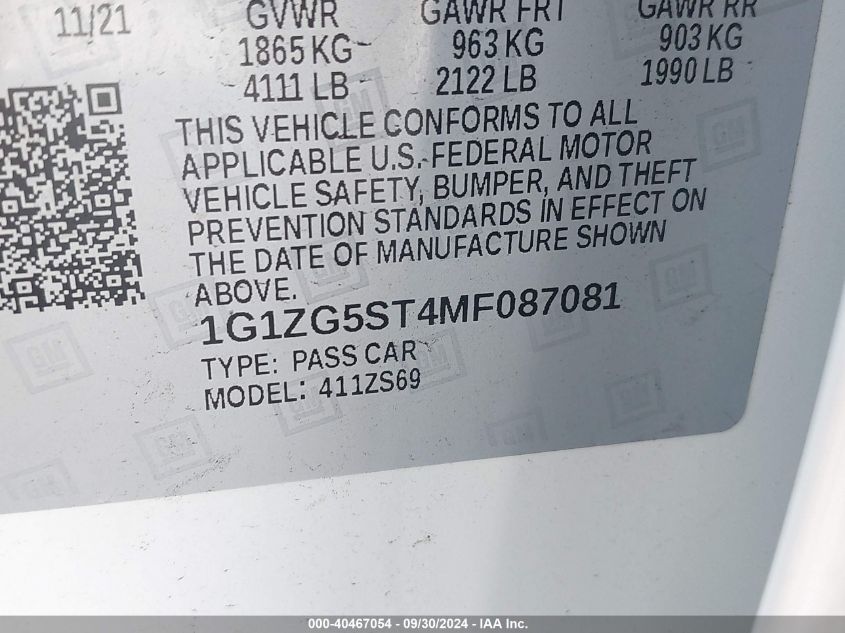 11/21 GVWR GAWR FRT GAWR RR
1865 KG 963 KG 903 KG
4111 LB 2122 LB 1990 LB
THIS VEHICLE CONFORMS TO ALL
APPLICABLE U.S. FEDERAL MOTOR
VEHICLE SAFETY, BUMPER, AND THEFT
PREVENTION STANDARDS IN EFFECT ON
THE DATE OF MANUFACTURE SHOWN
ABOVE.
1G1ZG5ST4MF087081
TYPE: PASS CAR
MODEL: 411ZS69
000-40467054 - 09/30/2024 - IAA Inc.